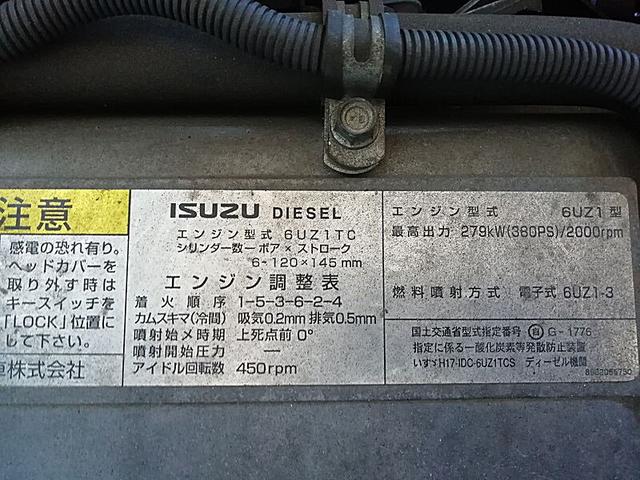 注意
感電の恐れ有り。
ヘッドカバーを
取り外す時は
キースイッチを
「LOCK」位置に
して下さい。
車株式会社
ISUZU DIESEL
エンジン型式 6UZ1TC
シリンダー数-ボア×ストローク
6-120×145mm
エンジン調整表
着火順序 1-5-3-6-2-4
カムスキマ(冷間) 吸気0.2mm 排気0.5mm
噴射始メ時期 上死点前 0°
噴射開始圧力 —
アイドル回転数 450rpm
エンジン型式 6UZ1型
最高出力 279kW(380PS)/2000rpm
燃料噴射方式 電子式 6UZ1-3
国土交通省型式指定番号 自 G-1776
指定に係る一酸化炭素等発散防止装置
いすゞH17・IDC-6UZ1TCS ディーゼル機関